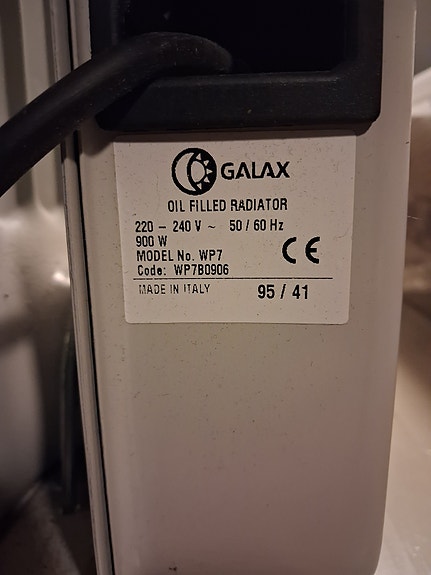 GALAX
OIL FILLED RADIATOR
220 - 240 V ~ 50 / 60 Hz
900 W
MODEL No. WP7
Code: WP7B0906
CE
MADE IN ITALY 95 / 41